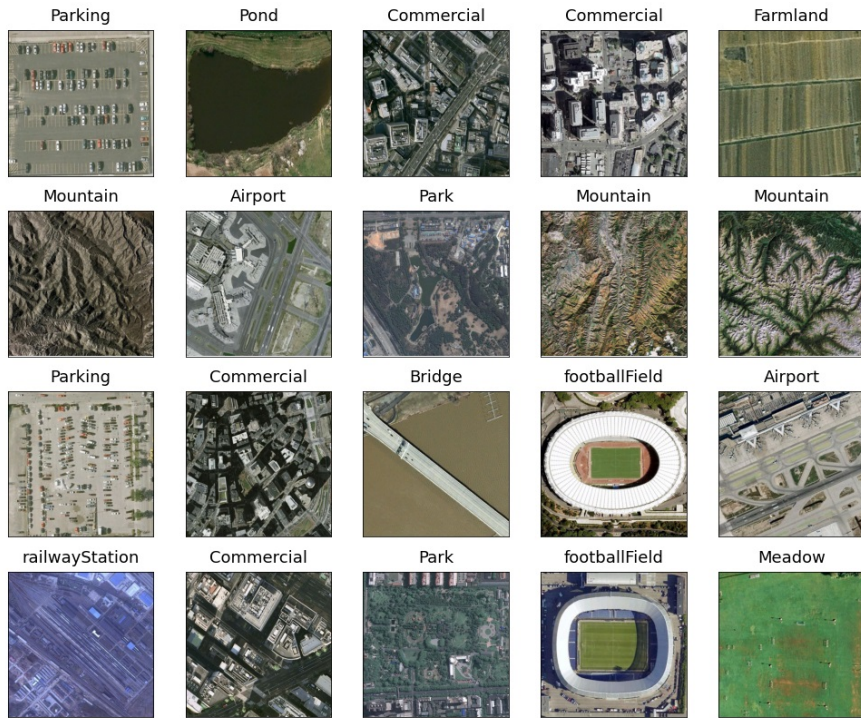 Parking Pond Commercial Commercial Farmland
Mountain Airport Park Mountain Mountain
Parking Commercial Bridge footballField Airport
railwayStation Commercial Park footballField Meadow